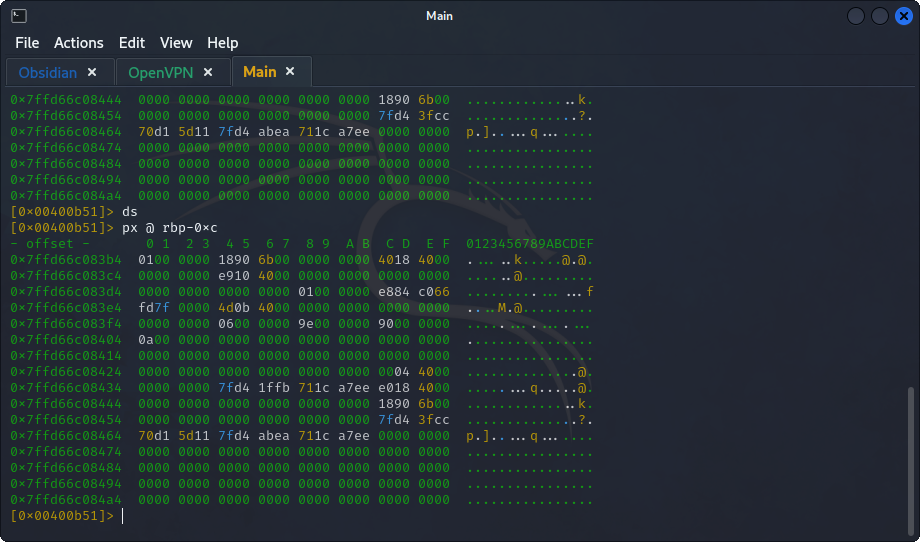 Main
File Actions Edit View Help
Obsidian × OpenVPN × Main ×
0×7ffd66c08444 0000 0000 0000 0000 0000 0000 1890 6b00 ..............k.
0×7ffd66c08454 0000 0000 0000 0000 0000 0000 7fd4 3fcc ..............?.
0×7ffd66c08464 70d1 5d11 7fd4 abea 711c a7ee 0000 0000 p.].....q.......
0×7ffd66c08474 0000 0000 0000 0000 0000 0000 0000 0000 ................
0×7ffd66c08484 0000 0000 0000 0000 0000 0000 0000 0000 ................
0×7ffd66c08494 0000 0000 0000 0000 0000 0000 0000 0000 ................
0×7ffd66c084a4 0000 0000 0000 0000 0000 0000 0000 0000 ................
[0×00400b51]> ds
[0×00400b51]> px @ rbp-0×c
- offset - 0 1 2 3 4 5 6 7 8 9 A B C D E F 0123456789ABCDEF
0×7ffd66c083b4 0100 0000 1890 6b00 0000 0000 4018 4000 ......k.....@.@.
0×7ffd66c083c4 0000 0000 e910 4000 0000 0000 0000 0000 ......@.........
0×7ffd66c083d4 0000 0000 0000 0000 0100 0000 e884 c066 ...............f
0×7ffd66c083e4 fd7f 0000 4d0b 4000 0000 0000 0000 0000 ....M.@.........
0×7ffd66c083f4 0000 0000 0600 0000 9e00 0000 9000 0000 ................
0×7ffd66c08404 0a00 0000 0000 0000 0000 0000 0000 0000 ................
0×7ffd66c08414 0000 0000 0000 0000 0000 0000 0000 0000 ................
0×7ffd66c08424 0000 0000 0000 0000 0000 0000 0004 4000 ..............@.
0×7ffd66c08434 0000 0000 7fd4 1ffb 711c a7ee e018 4000 ........q.....@.
0×7ffd66c08444 0000 0000 0000 0000 0000 0000 1890 6b00 ..............k.
0×7ffd66c08454 0000 0000 0000 0000 0000 0000 7fd4 3fcc ..............?.
0×7ffd66c08464 70d1 5d11 7fd4 abea 711c a7ee 0000 0000 p.].....q.......
0×7ffd66c08474 0000 0000 0000 0000 0000 0000 0000 0000 ................
0×7ffd66c08484 0000 0000 0000 0000 0000 0000 0000 0000 ................
0×7ffd66c08494 0000 0000 0000 0000 0000 0000 0000 0000 ................
0×7ffd66c084a4 0000 0000 0000 0000 0000 0000 0000 0000 ................
[0×00400b51]>